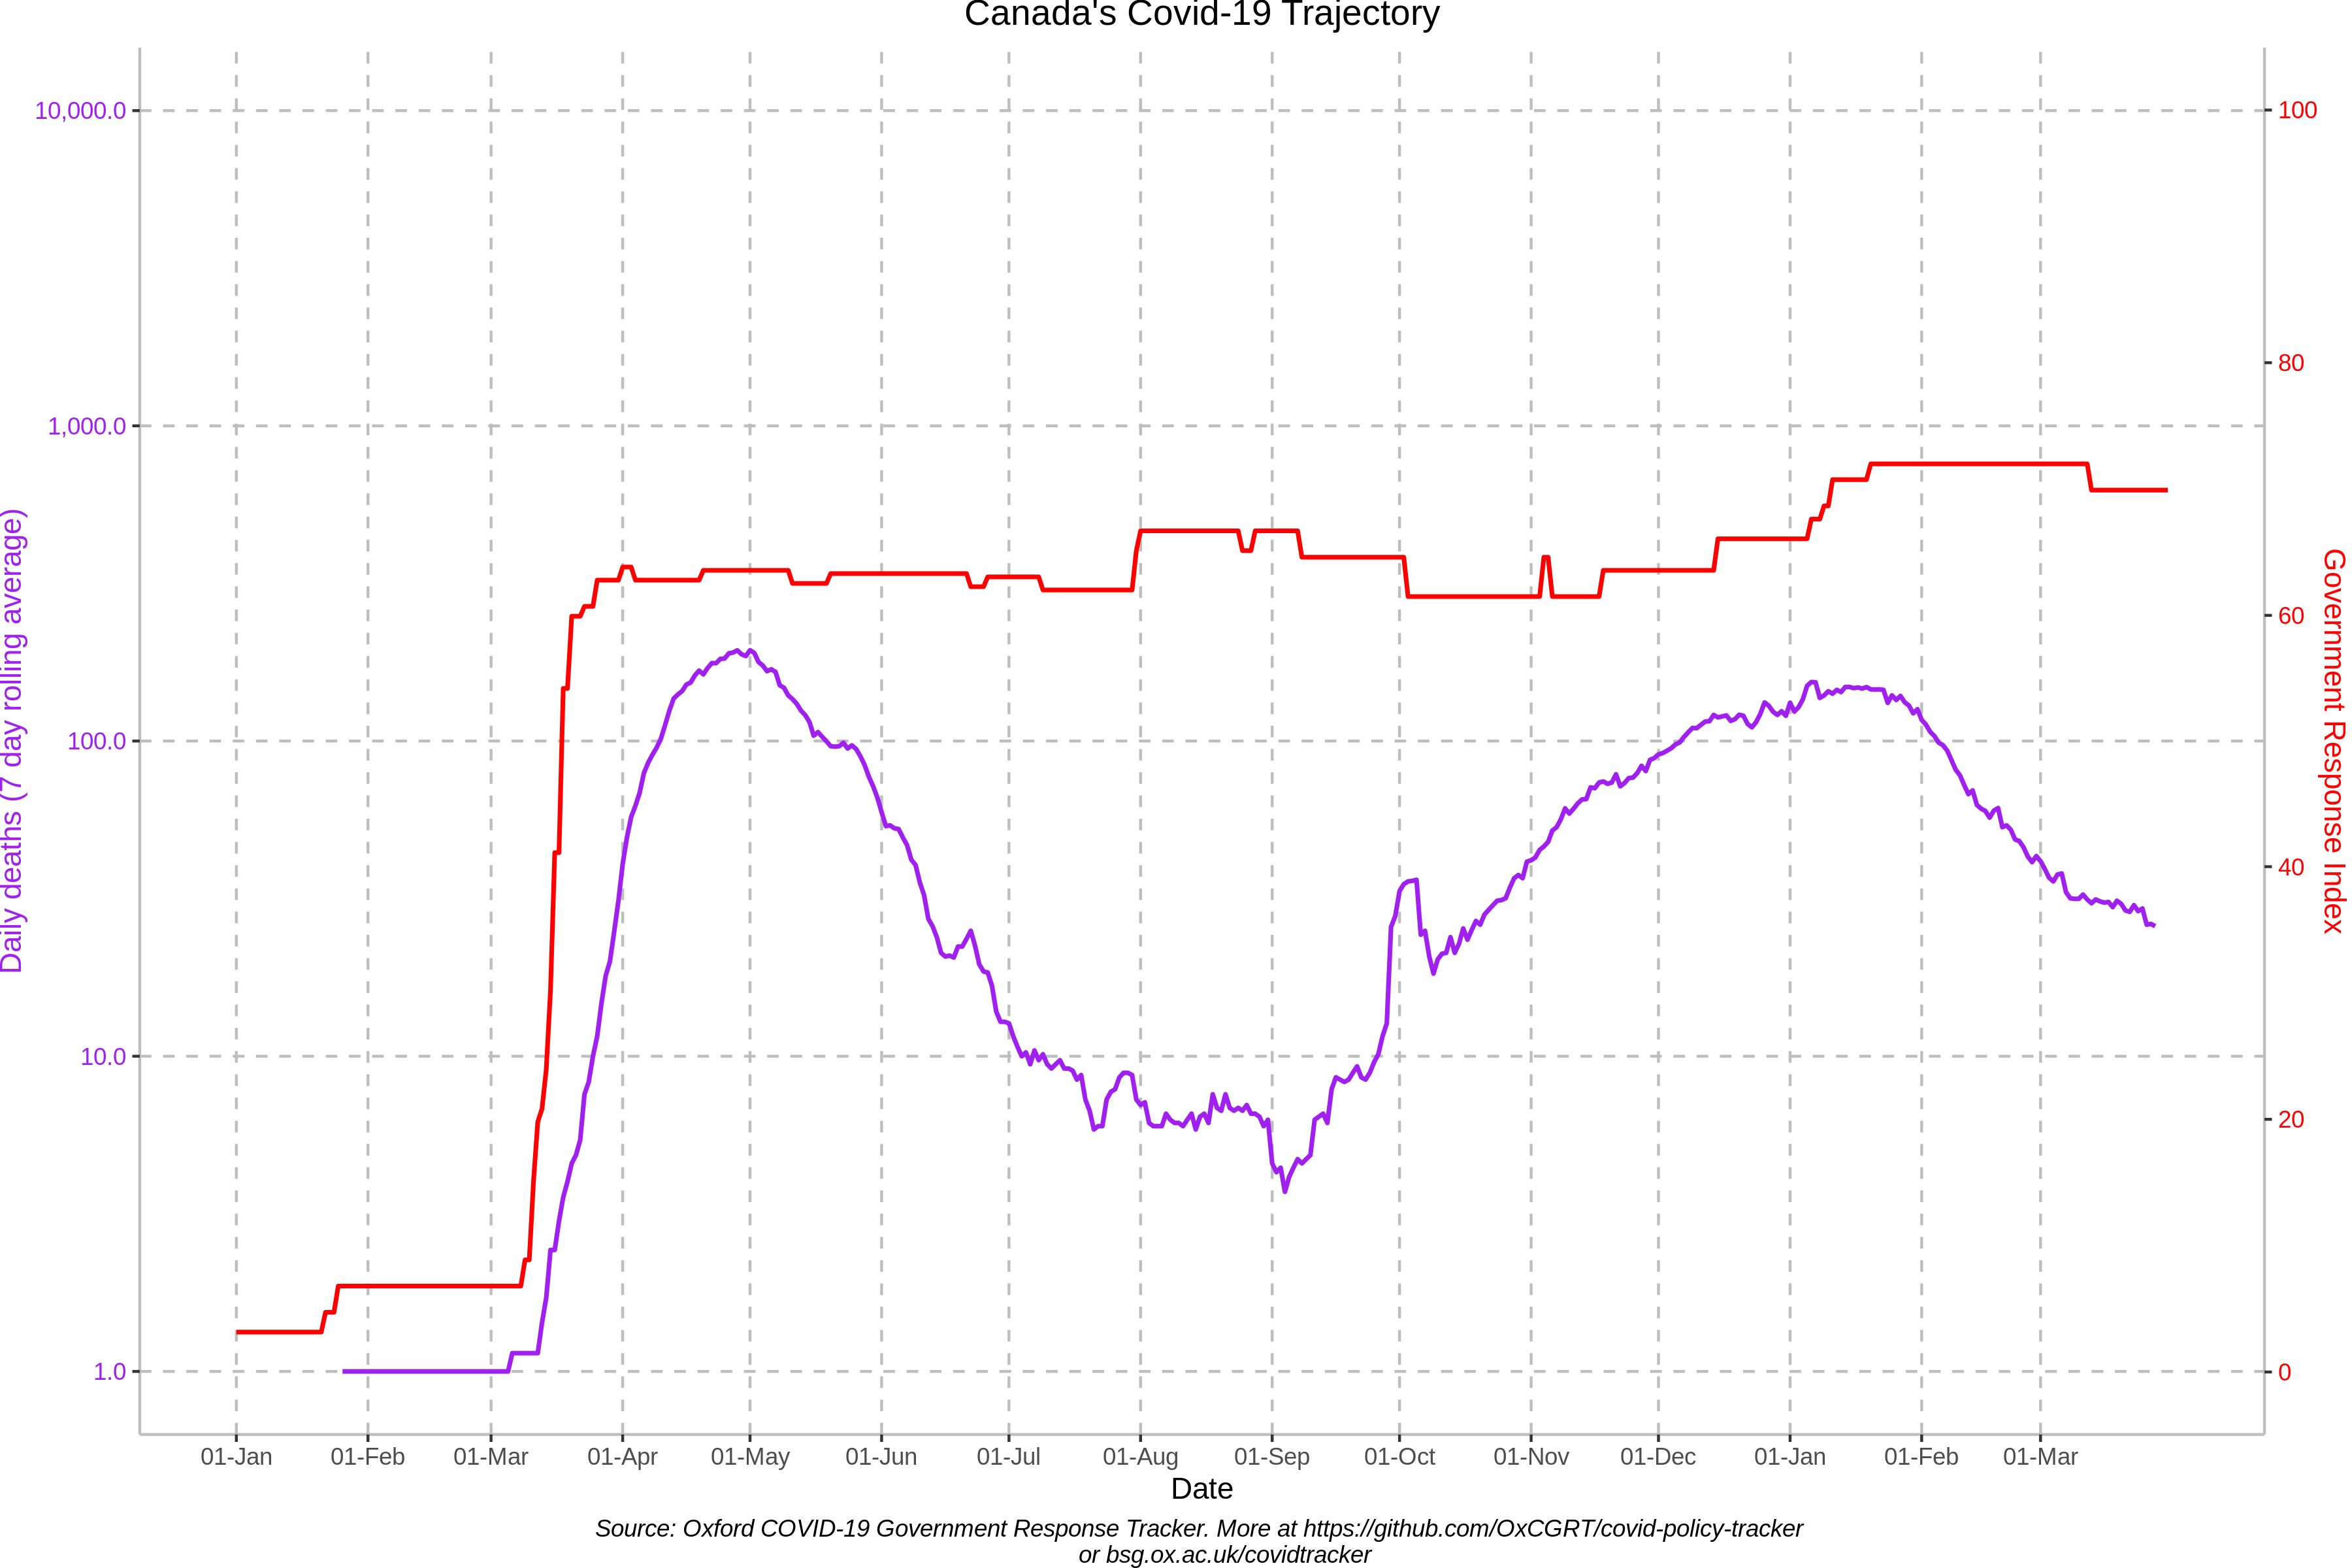 Canada's Covid-19 Trajectory
10,000.0
1,000.0
100.0
10.0
1.0
Daily deaths (7 day rolling average)
100
80
60
40
20
0
Government Response Index
01-Jan 01-Feb 01-Mar 01-Apr 01-May 01-Jun 01-Jul 01-Aug 01-Sep 01-Oct 01-Nov 01-Dec 01-Jan 01-Feb 01-Mar
Date
Source: Oxford COVID-19 Government Response Tracker. More at https://github.com/OxCGRT/covid-policy-tracker
or bsg.ox.ac.uk/covidtracker